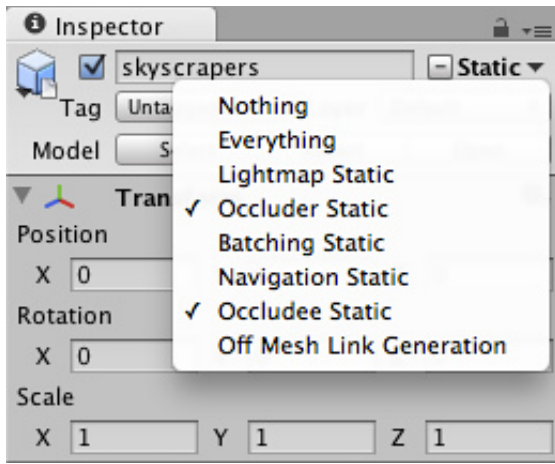 Inspector
skyscrapers Static
Tag Unta
Nothing
Everything
Lightmap Static
Occluder Static
Batching Static
Navigation Static
Occludee Static
Off Mesh Link Generation
Model S
Tran
Position
X 0
Rotation
X 0
Scale
X 1 Y 1 Z 1